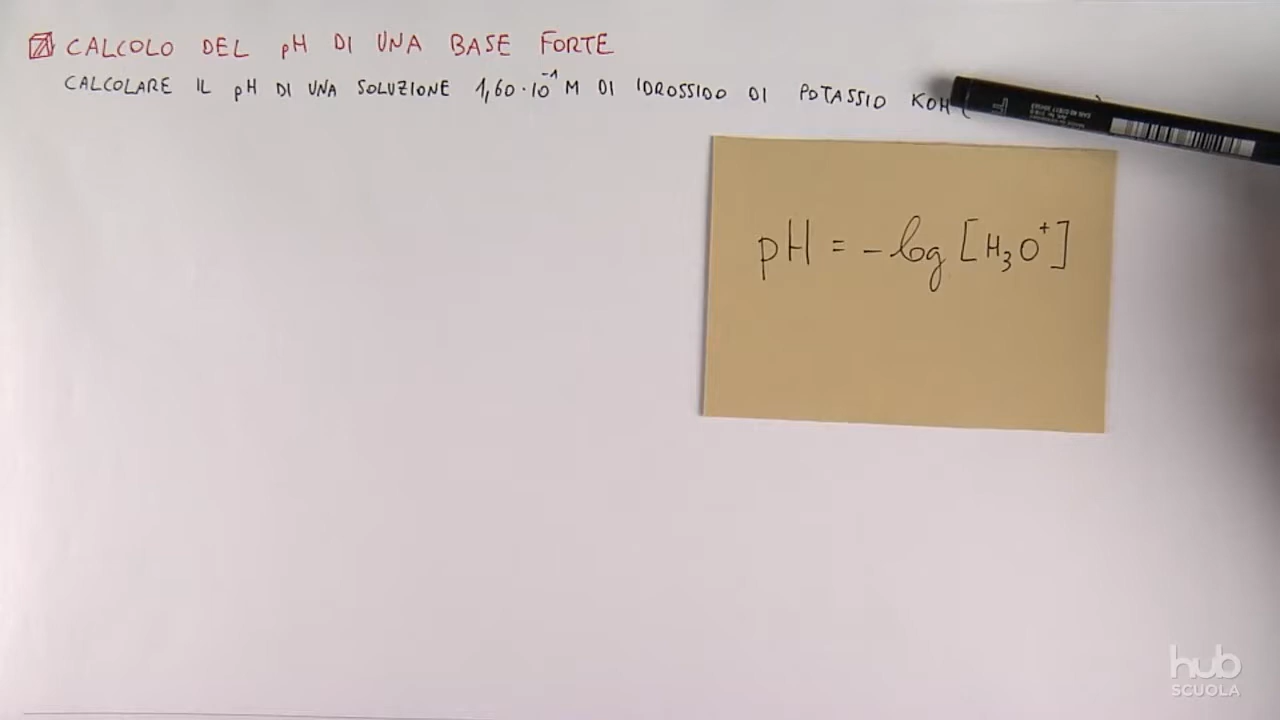 CALCOLO DEL pH DI UNA BASE FORTE
CALCOLARE IL pH DI UNA SOLUZIONE 1,60·10⁻¹ M DI IDROSSIDO DI POTASSIO KOH (
pH = -log [H₃O⁺]
hub
SCUOLA